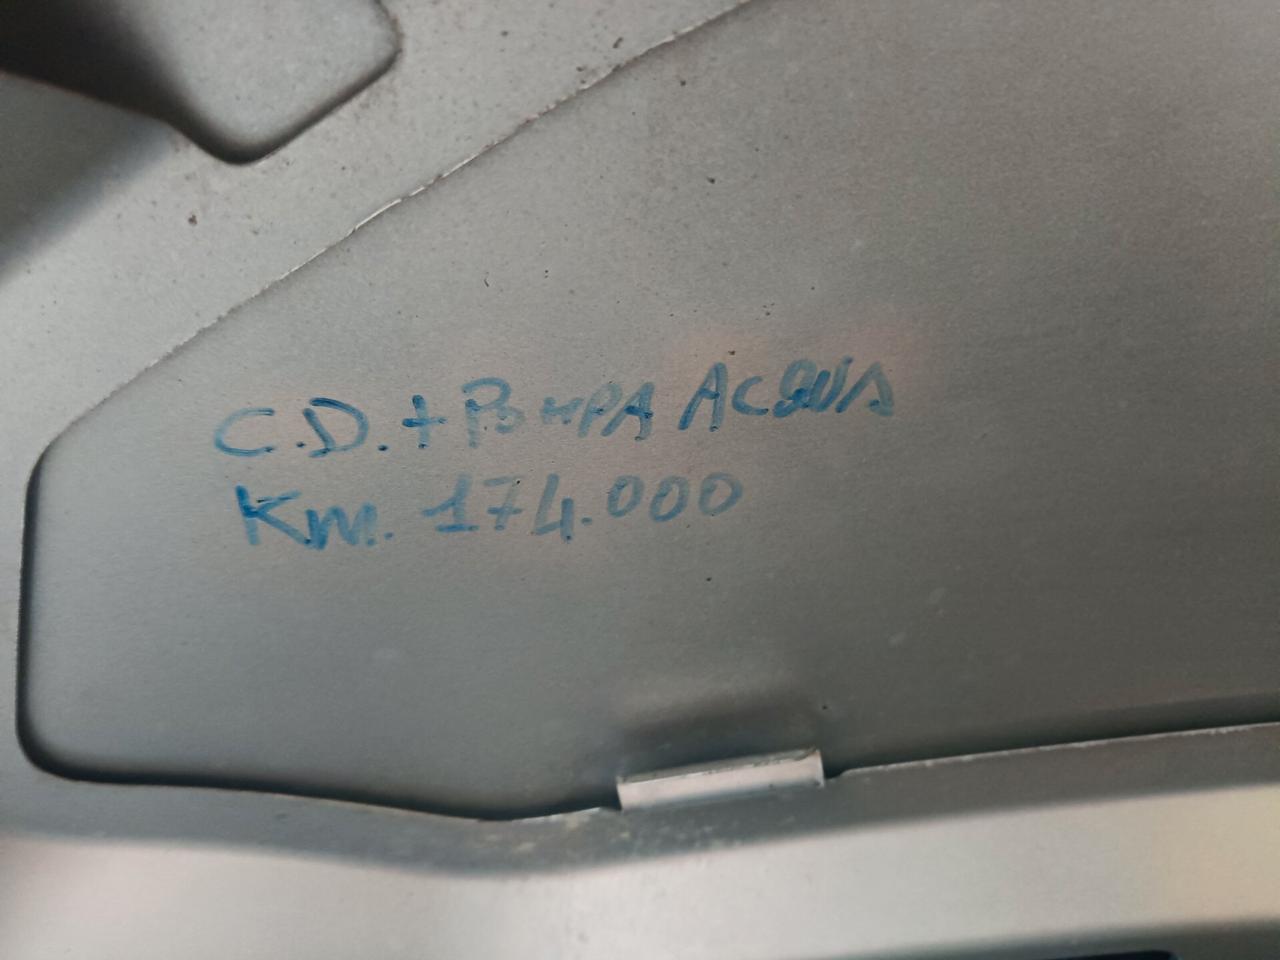 C.D. + POMPA ACQUA
Km. 174.000